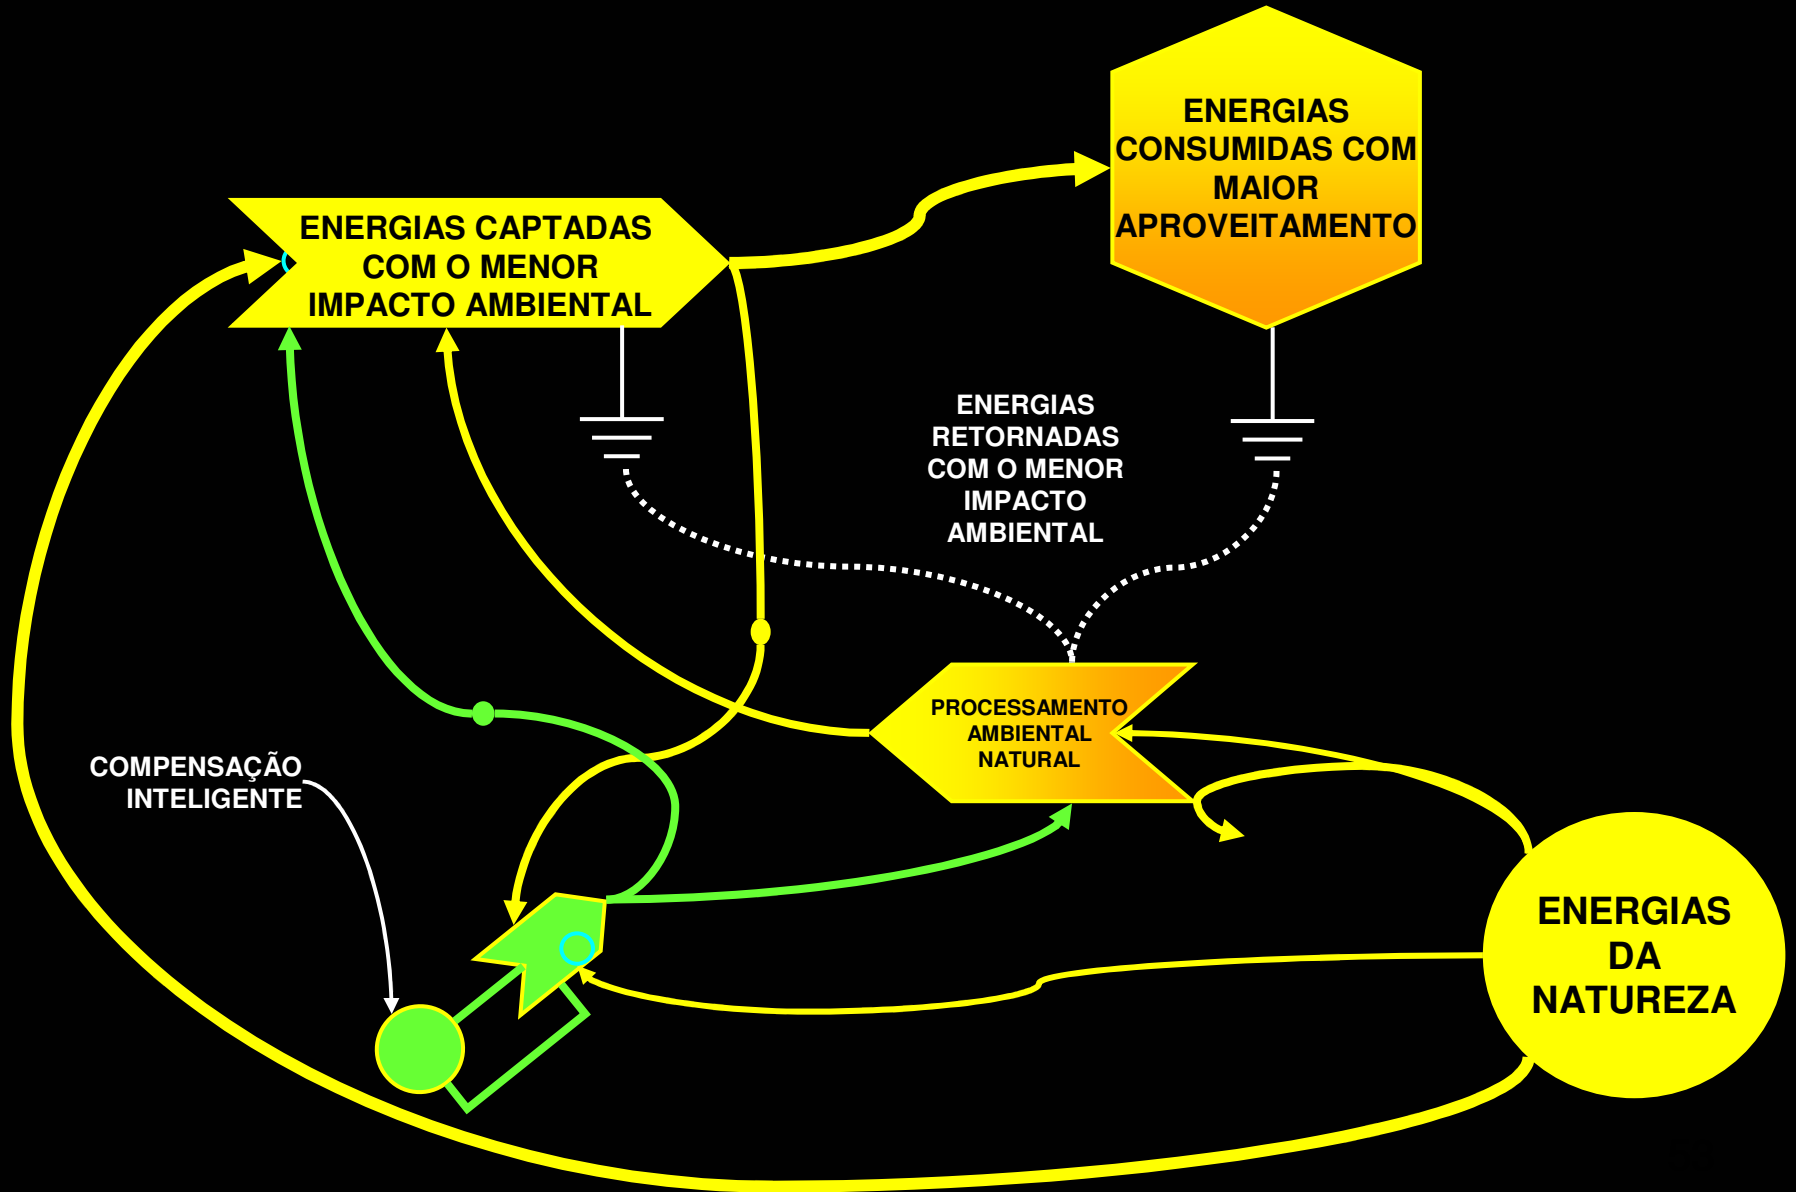 ENERGIAS
CONSUMIDAS COM
MAIOR
APROVEITAMENTO
ENERGIAS CAPTADAS
COM O MENOR
IMPACTO AMBIENTAL
ENERGIAS
RETORNADAS
COM O MENOR
IMPACTO
AMBIENTAL
PROCESSAMENTO
AMBIENTAL
NATURAL
COMPENSAÇÃO
INTELIGENTE
ENERGIAS
DA
NATUREZA